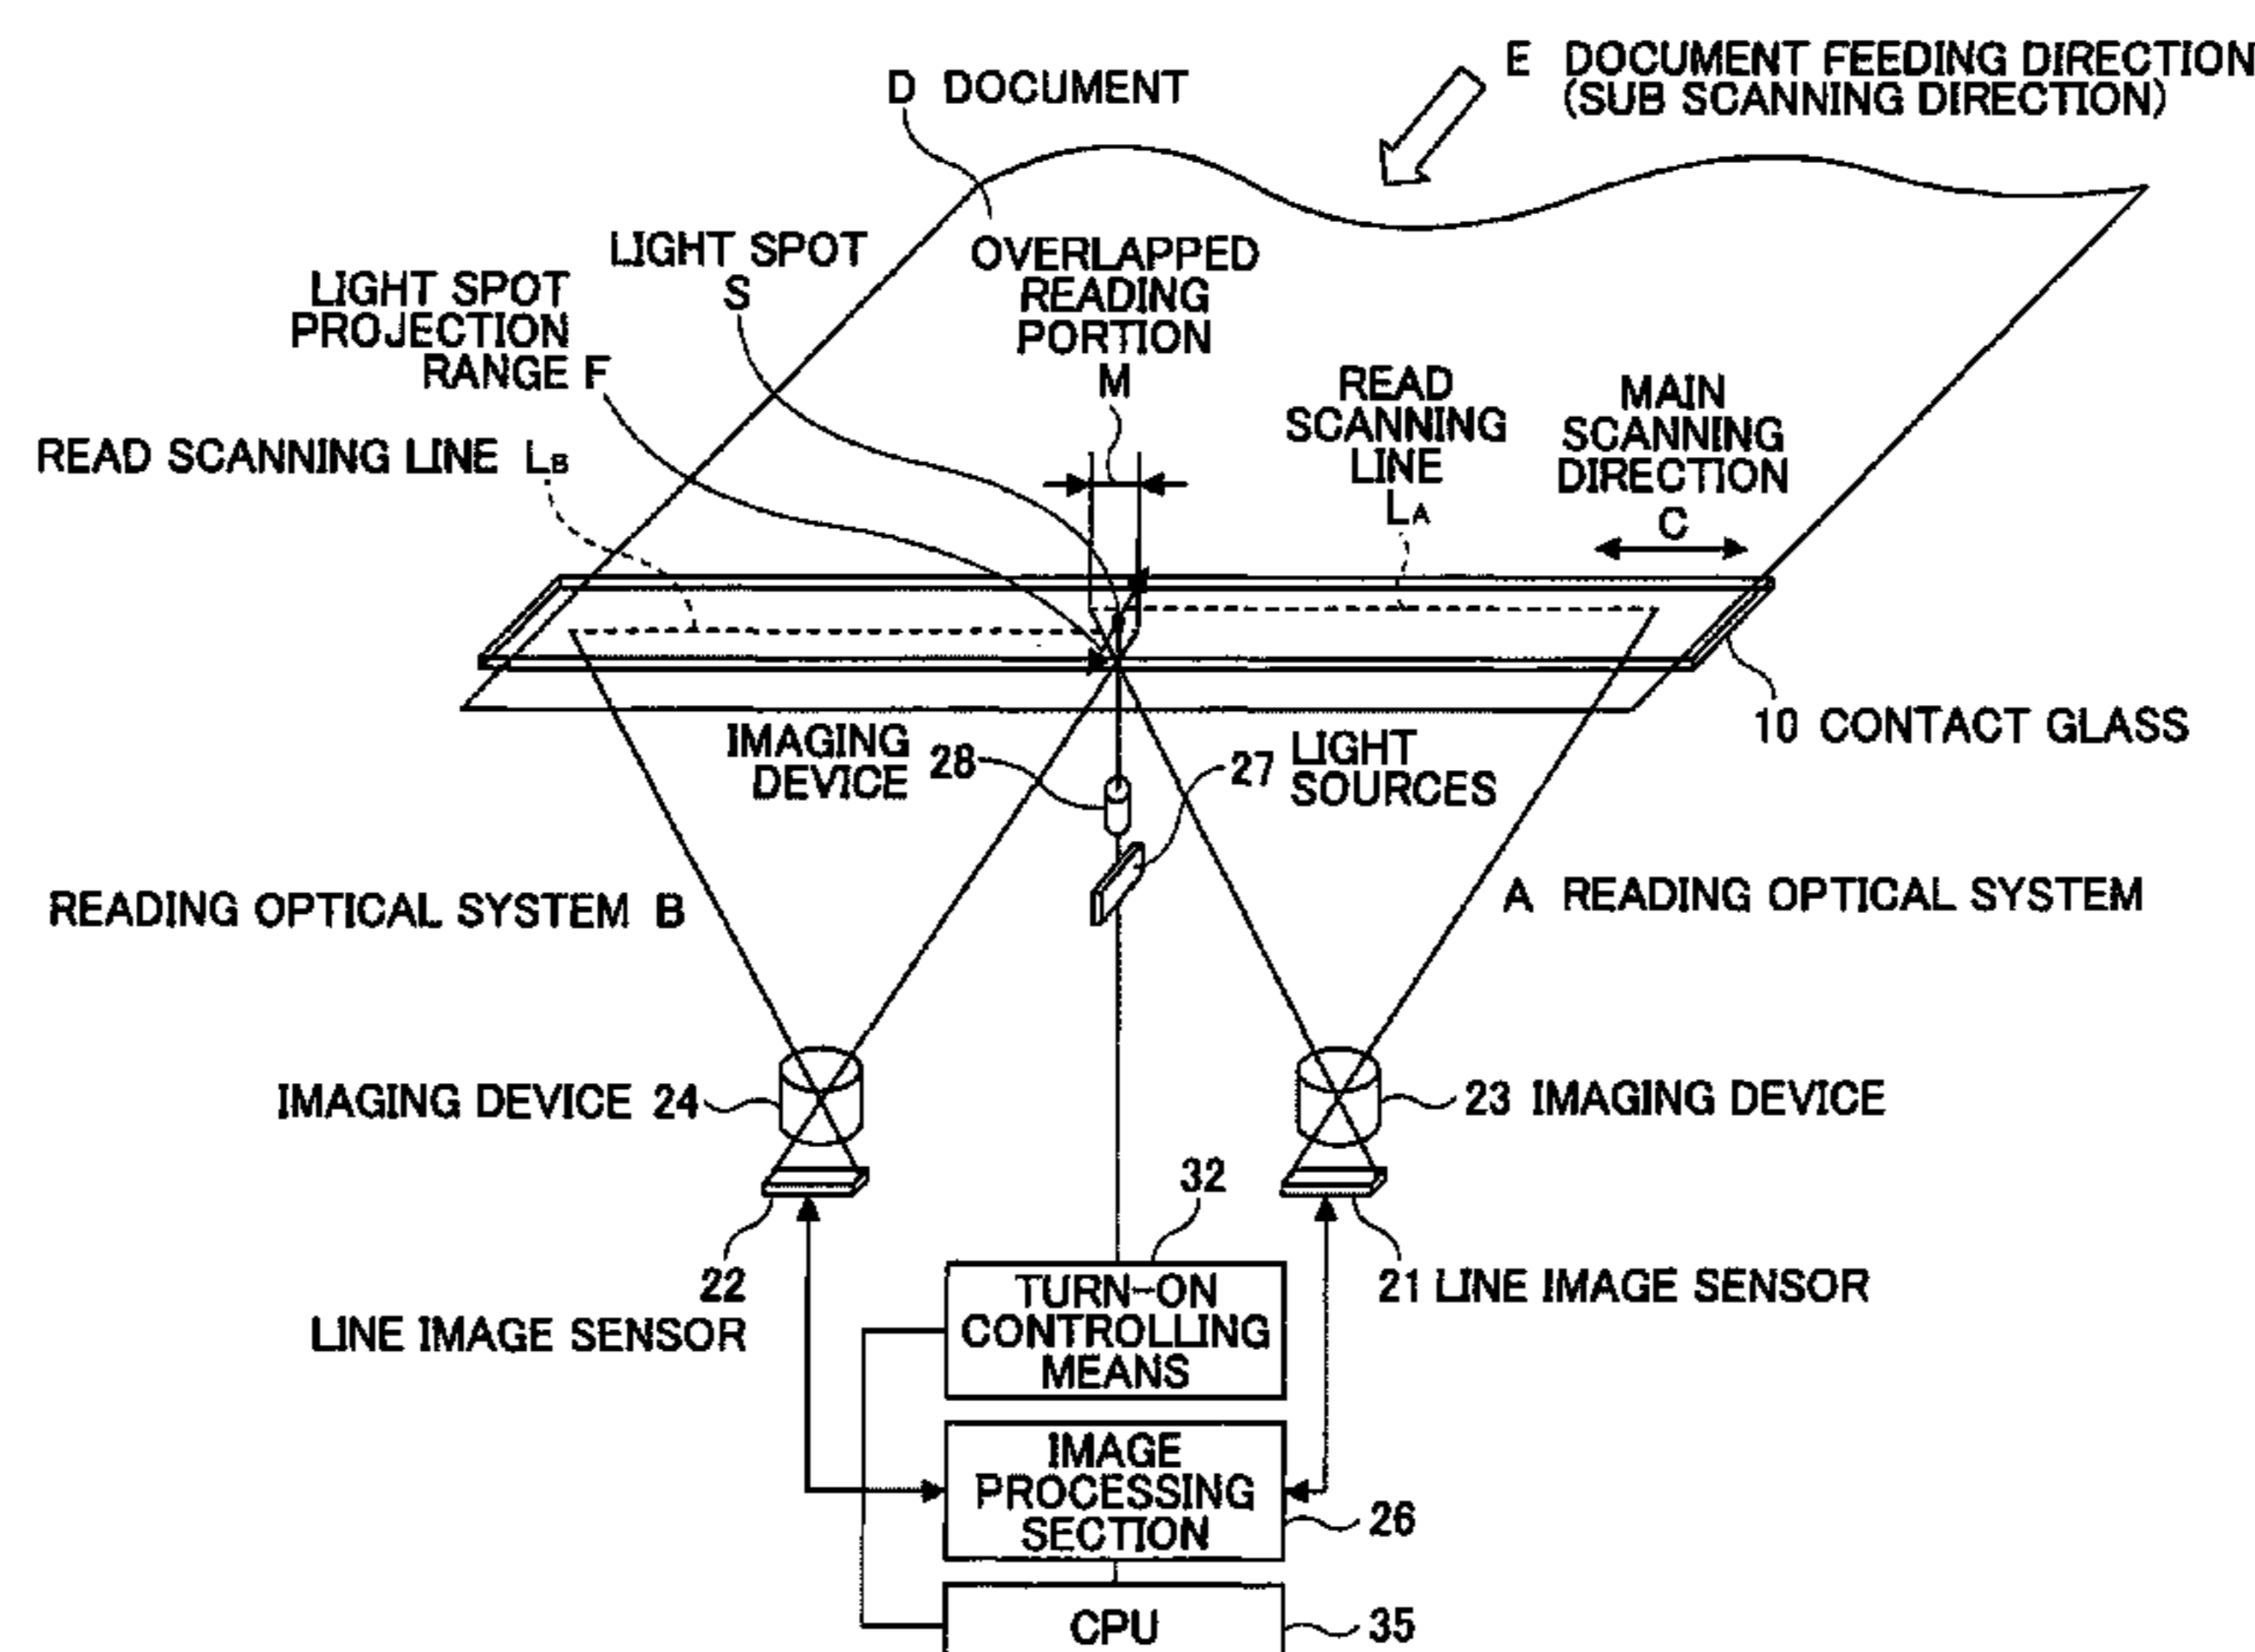 E DOCUMENT FEEDING DIRECTION
(SUB SCANNING DIRECTION)
D DOCUMENT
LIGHT SPOT
S
OVERLAPPED
READING
PORTION
M
LIGHT SPOT
PROJECTION
RANGE F
READ
SCANNING
LINE
LA
MAIN
SCANNING
DIRECTION
C
READ SCANNING LINE LB
10 CONTACT GLASS
IMAGING
DEVICE 28
27 LIGHT
SOURCES
READING OPTICAL SYSTEM B
A READING OPTICAL SYSTEM
IMAGING DEVICE 24
23 IMAGING DEVICE
32
22
LINE IMAGE SENSOR
21 LINE IMAGE SENSOR
TURN-ON
CONTROLLING
MEANS
IMAGE
PROCESSING
SECTION
26
CPU
35